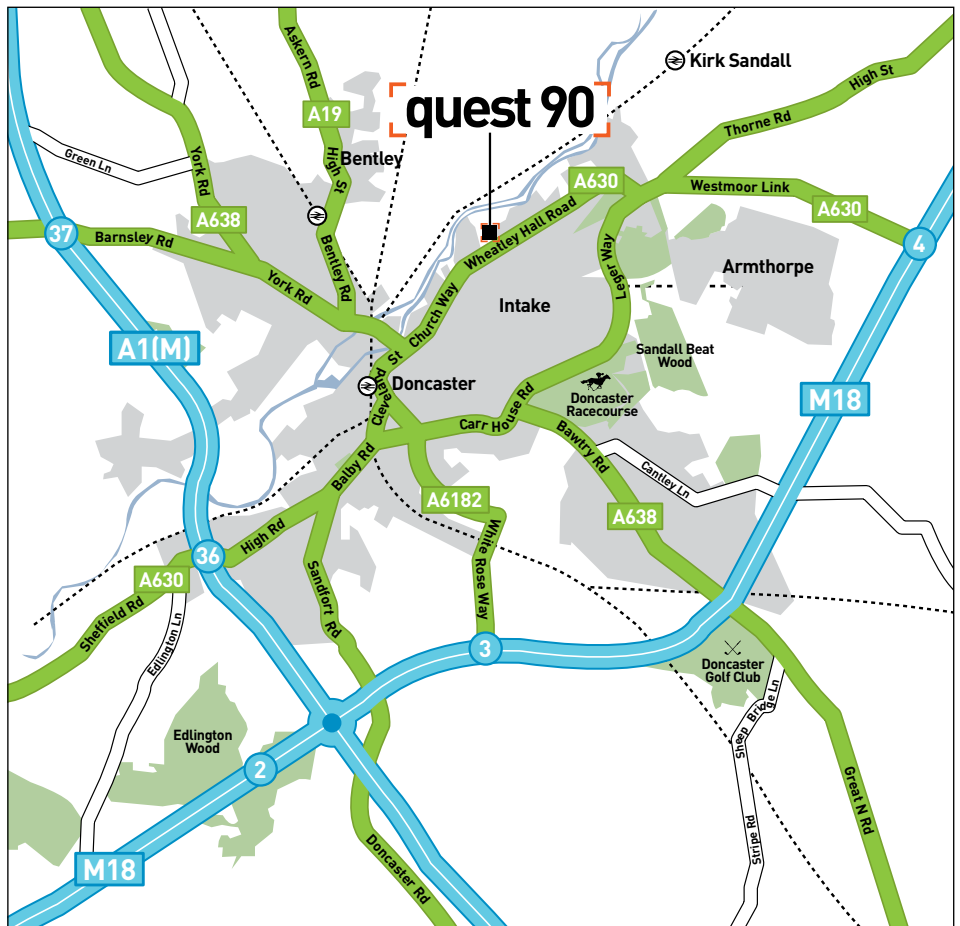 Kirk Sandall
High St
Askern Rd
quest 90
A19
Thorne Rd
Green Ln
High St
Bentley
York Rd
A630
Westmoor Link
A638
A630
37
Barnsley Rd
Wheatley Hall Road
4
Bentley Rd
Leger Way
Armthorpe
York Rd
Church Way
Intake
A1(M)
Sandall Beat
Wood
Cleveland St
Doncaster
M18
Doncaster
Racecourse
Carr House Rd
Bawtry Rd
Balby Rd
Cantley Ln
A6182
A638
High Rd
White Rose Way
36
A630
Sandfort Rd
Sheffield Rd
Edlington Ln
3
Doncaster
Golf Club
Sheep Bridge Ln
Edlington
Wood
2
Great N Rd
Stripe Rd
M18
Doncaster Rd